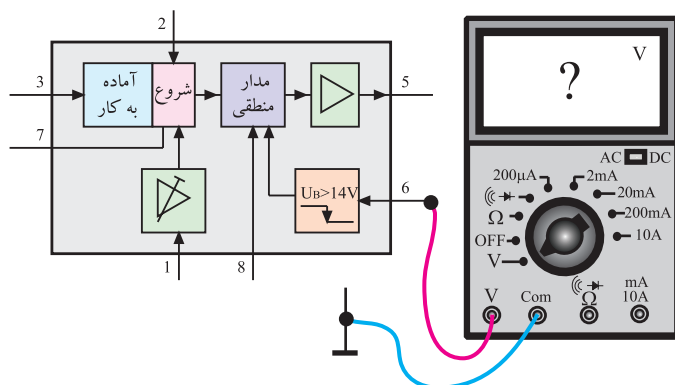 2
3
آماده
به کار
شروع
مدار
منطقی
5
7
U_B>14V
6
1
8
V
?
AC DC
200μA
2mA
20mA
200mA
10A
Ω
OFF
V
V
Com
Ω
mA
10A